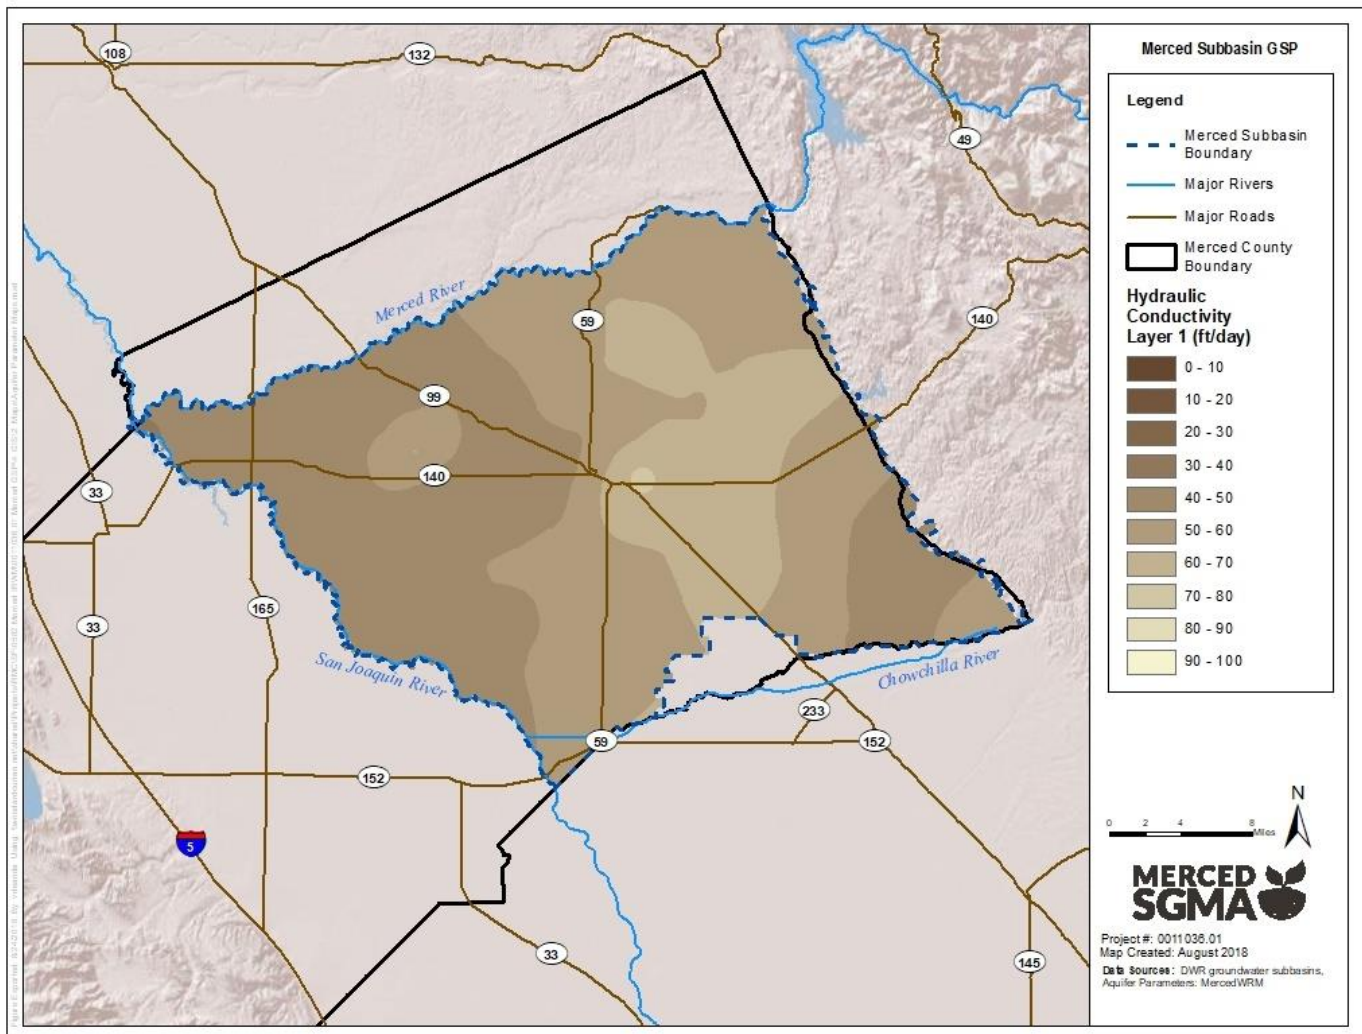 108
132
49
Merced River
59
140
99
140
33
33
165
San Joaquin River
Chowchilla River
233
59
152
152
5
33
145
Merced Subbasin GSP
Legend
Merced Subbasin
Boundary
Major Rivers
Major Roads
Merced County
Boundary
Hydraulic
Conductivity
Layer 1 (ft/day)
0 - 10
10 - 20
20 - 30
30 - 40
40 - 50
50 - 60
60 - 70
70 - 80
80 - 90
90 - 100
N
0 2 4 8
Miles
MERCED
SGMA
Project #: 0011036.01
Map Created: August 2018
Data Sources: DWR groundwater subbasins,
Aquifer Parameters: MercedWRM